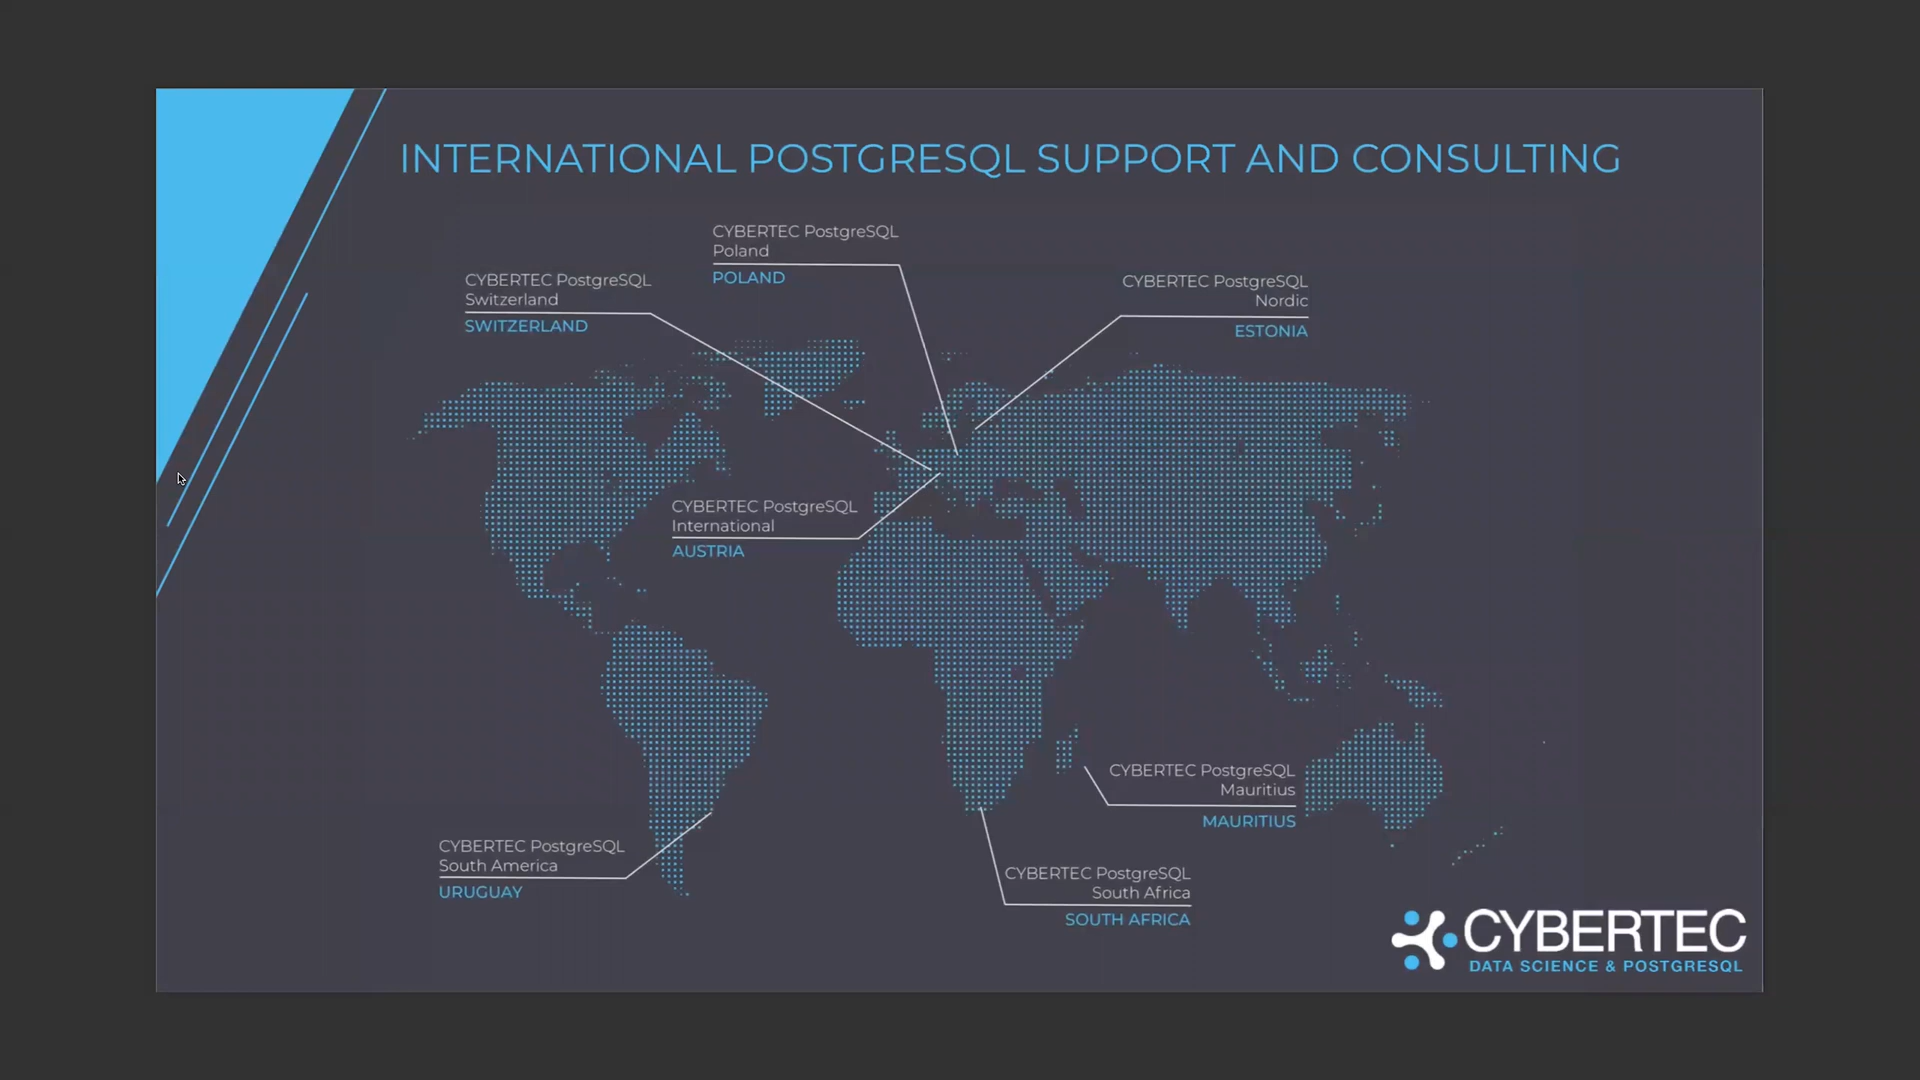 INTERNATIONAL POSTGRESQL SUPPORT AND CONSULTING
CYBERTEC PostgreSQL
Poland
POLAND
CYBERTEC PostgreSQL
Switzerland
SWITZERLAND
CYBERTEC PostgreSQL
Nordic
ESTONIA
CYBERTEC PostgreSQL
International
AUSTRIA
CYBERTEC PostgreSQL
Mauritius
MAURITIUS
CYBERTEC PostgreSQL
South America
URUGUAY
CYBERTEC PostgreSQL
South Africa
SOUTH AFRICA
CYBERTEC
DATA SCIENCE & POSTGRESQL